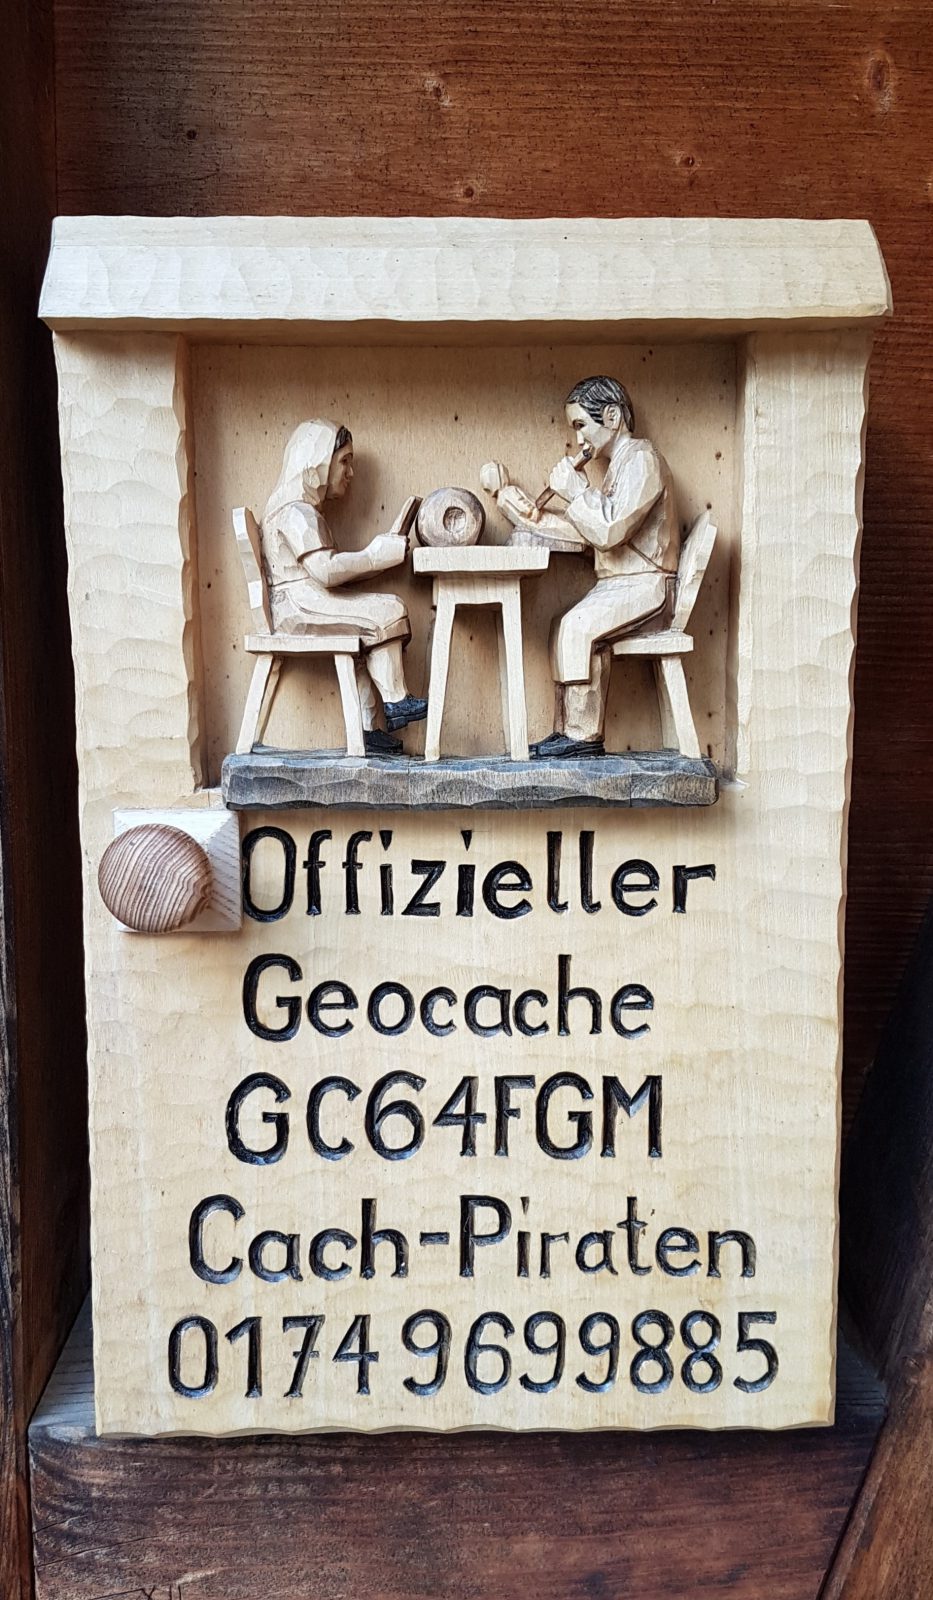 Offizieller
Geocache
GC64FGM
Cach-Piraten
0174 9699885